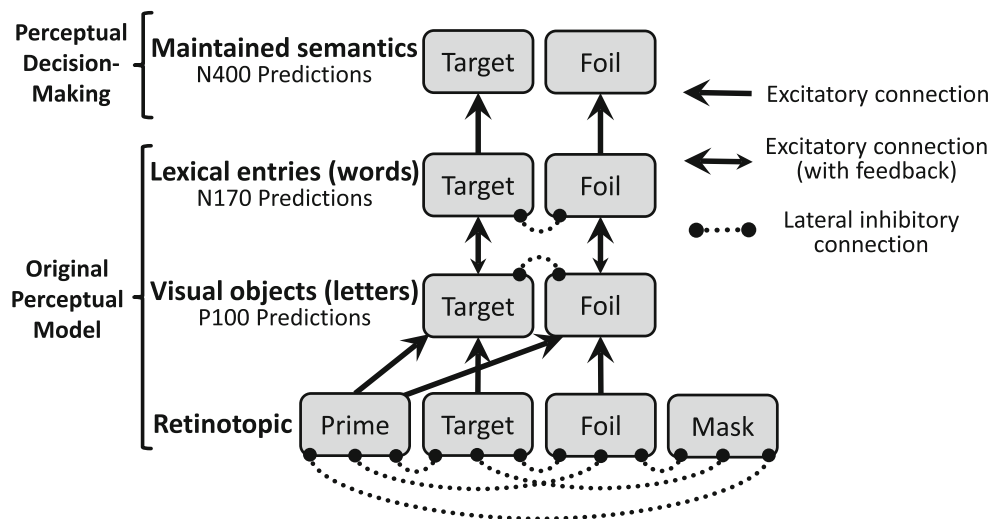 Perceptual
Decision-
Making
Maintained semantics
N400 Predictions
Target
Foil
Excitatory connection
Lexical entries (words)
N170 Predictions
Target
Foil
Excitatory connection
(with feedback)
Lateral inhibitory
connection
Original
Perceptual
Model
Visual objects (letters)
P100 Predictions
Target
Foil
Retinotopic
Prime
Target
Foil
Mask